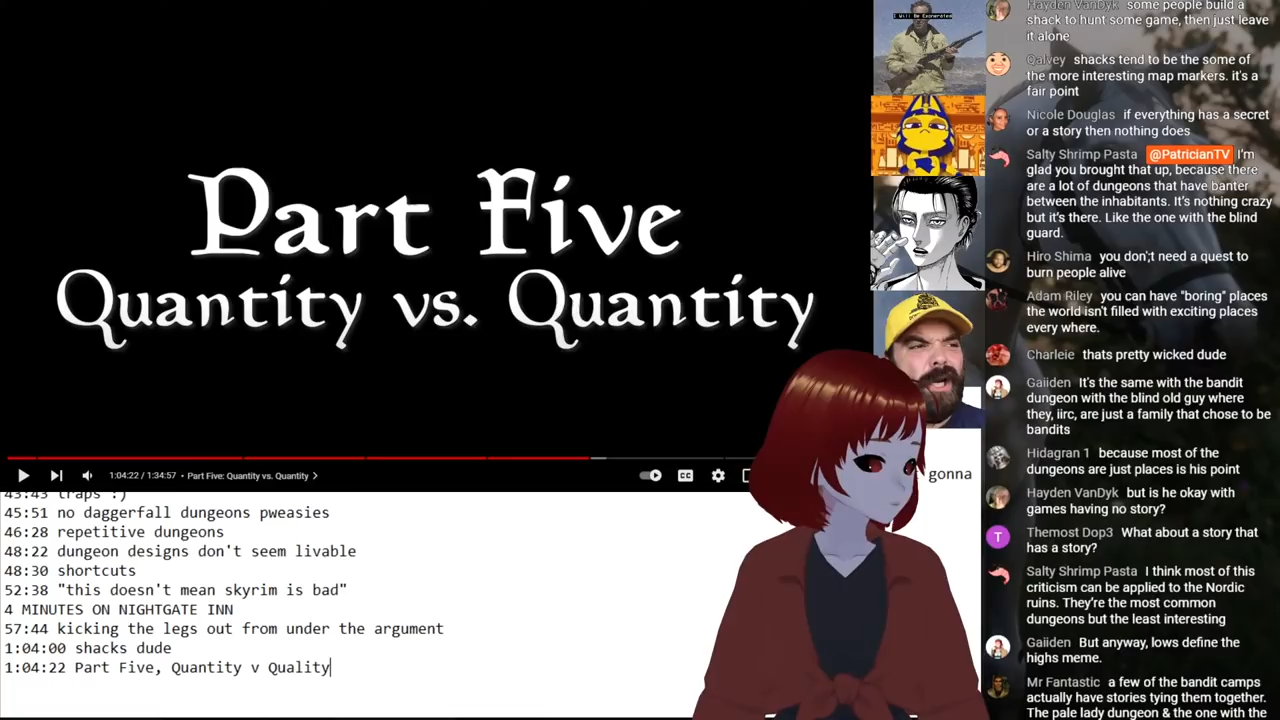 Part Five
Quantity vs. Quantity
1:04:22 / 1:34:57 • Part Five: Quantity vs. Quantity >
CC
43:43 traps :)
45:51 no daggerfall dungeons pweasies
46:28 repetitive dungeons
48:22 dungeon designs don't seem livable
48:30 shortcuts
52:38 "this doesn't mean skyrim is bad"
4 MINUTES ON NIGHTGATE INN
57:44 kicking the legs out from under the argument
1:04:00 shacks dude
1:04:22 Part Five, Quantity v Quality
I Will Be Exonerated
gonna
Hayden VanDyk some people build a
shack to hunt some game, then just leave
it alone
Qalvey shacks tend to be the some of
the more interesting map markers. it's a
fair point
Nicole Douglas if everything has a secret
or a story then nothing does
Salty Shrimp Pasta @PatricianTV I'm
glad you brought that up, because there
are a lot of dungeons that have banter
between the inhabitants. It's nothing crazy
but it's there. Like the one with the blind
guard.
Hiro Shima you don;t need a quest to
burn people alive
Adam Riley you can have "boring" places
the world isn't filled with exciting places
every where.
Charleie thats pretty wicked dude
Gaiiden It's the same with the bandit
dungeon with the blind old guy where
they, iirc, are just a family that chose to be
bandits
Hidagran 1 because most of the
dungeons are just places is his point
Hayden VanDyk but is he okay with
games having no story?
T
Themost Dop3 What about a story that
has a story?
Salty Shrimp Pasta I think most of this
criticism can be applied to the Nordic
ruins. They're the most common
dungeons but the least interesting
Gaiiden But anyway, lows define the
highs meme.
Mr Fantastic a few of the bandit camps
actually have stories tying them together.
The pale lady dungeon & the one with the